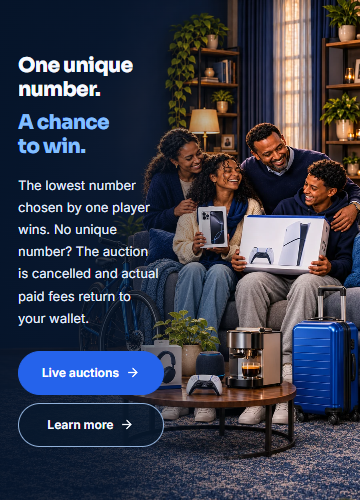 One unique
number.
A chance
to win.
The lowest number
chosen by one player
wins. No unique
number? The auction
is cancelled and actual
paid fees return to
your wallet.
Live auctions →
Learn more →